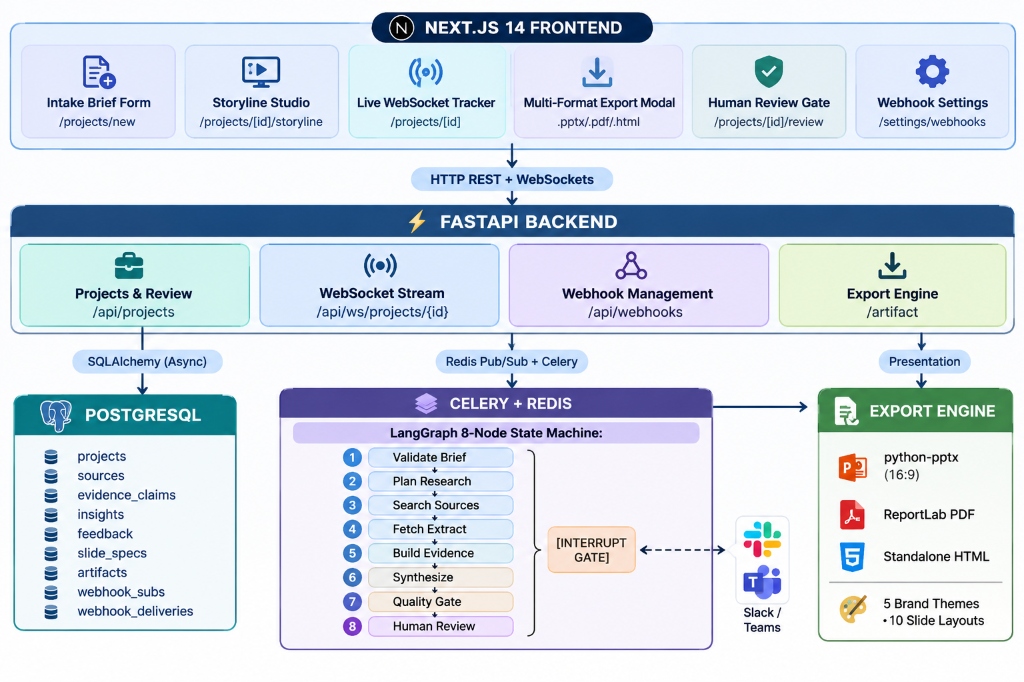 N NEXT.JS 14 FRONTEND
Intake Brief Form
/projects/new
Storyline Studio
/projects/[id]/storyline
Live WebSocket Tracker
/projects/[id]
Multi-Format Export Modal
.pptx/.pdf/.html
Human Review Gate
/projects/[id]/review
Webhook Settings
/settings/webhooks
HTTP REST + WebSockets
FASTAPI BACKEND
Projects & Review
/api/projects
WebSocket Stream
/api/ws/projects/{id}
Webhook Management
/api/webhooks
Export Engine
/artifact
SQLAlchemy (Async)
Redis Pub/Sub + Celery
Presentation
POSTGRESQL
projects
sources
evidence_claims
insights
feedback
slide_specs
artifacts
webhook_subs
webhook_deliveries
CELERY + REDIS
LangGraph 8-Node State Machine:
1 Validate Brief
2 Plan Research
3 Search Sources
4 Fetch Extract
5 Build Evidence
6 Synthesize
7 Quality Gate
8 Human Review
[INTERRUPT
GATE]
T
Slack /
Teams
EXPORT ENGINE
P
python-pptx
(16:9)
ReportLab PDF
5
Standalone HTML
5 Brand Themes
• 10 Slide Layouts